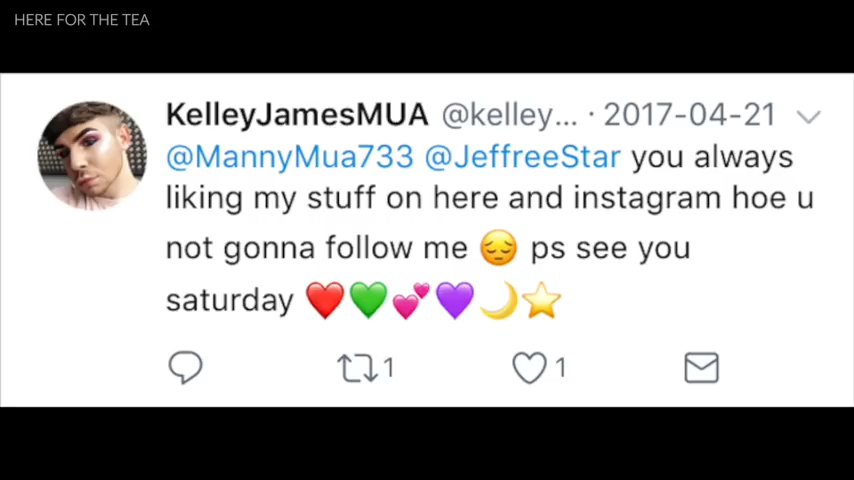 HERE FOR THE TEA
KelleyJamesMUA @kelley... · 2017-04-21
@MannyMua733 @JeffreeStar you always
liking my stuff on here and instagram hoe u
not gonna follow me 😔 ps see you
saturday ❤️💚💕💜🌙⭐
1 1